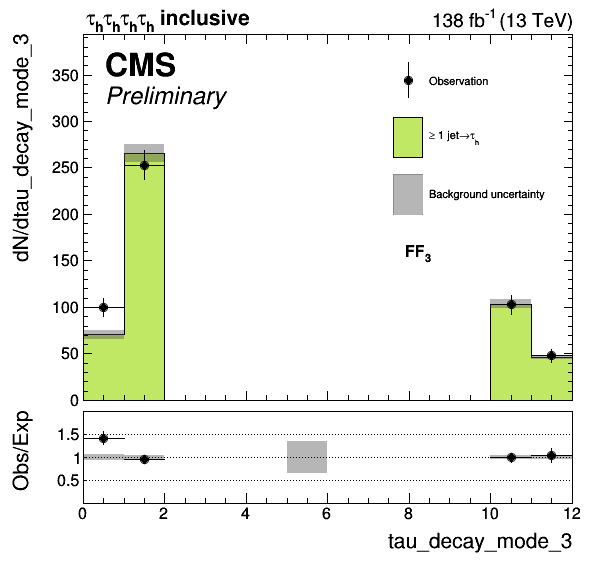 τhτhτhτh inclusive 138 fb-1 (13 TeV)
dN/dtau_decay_mode_3
CMS
Preliminary
Observation
≥ 1 jet→τh
Background uncertainty
FF3
350
300
250
200
150
100
50
0
Obs/Exp
1.5
1
0.5
0 2 4 6 8 10 12
tau_decay_mode_3